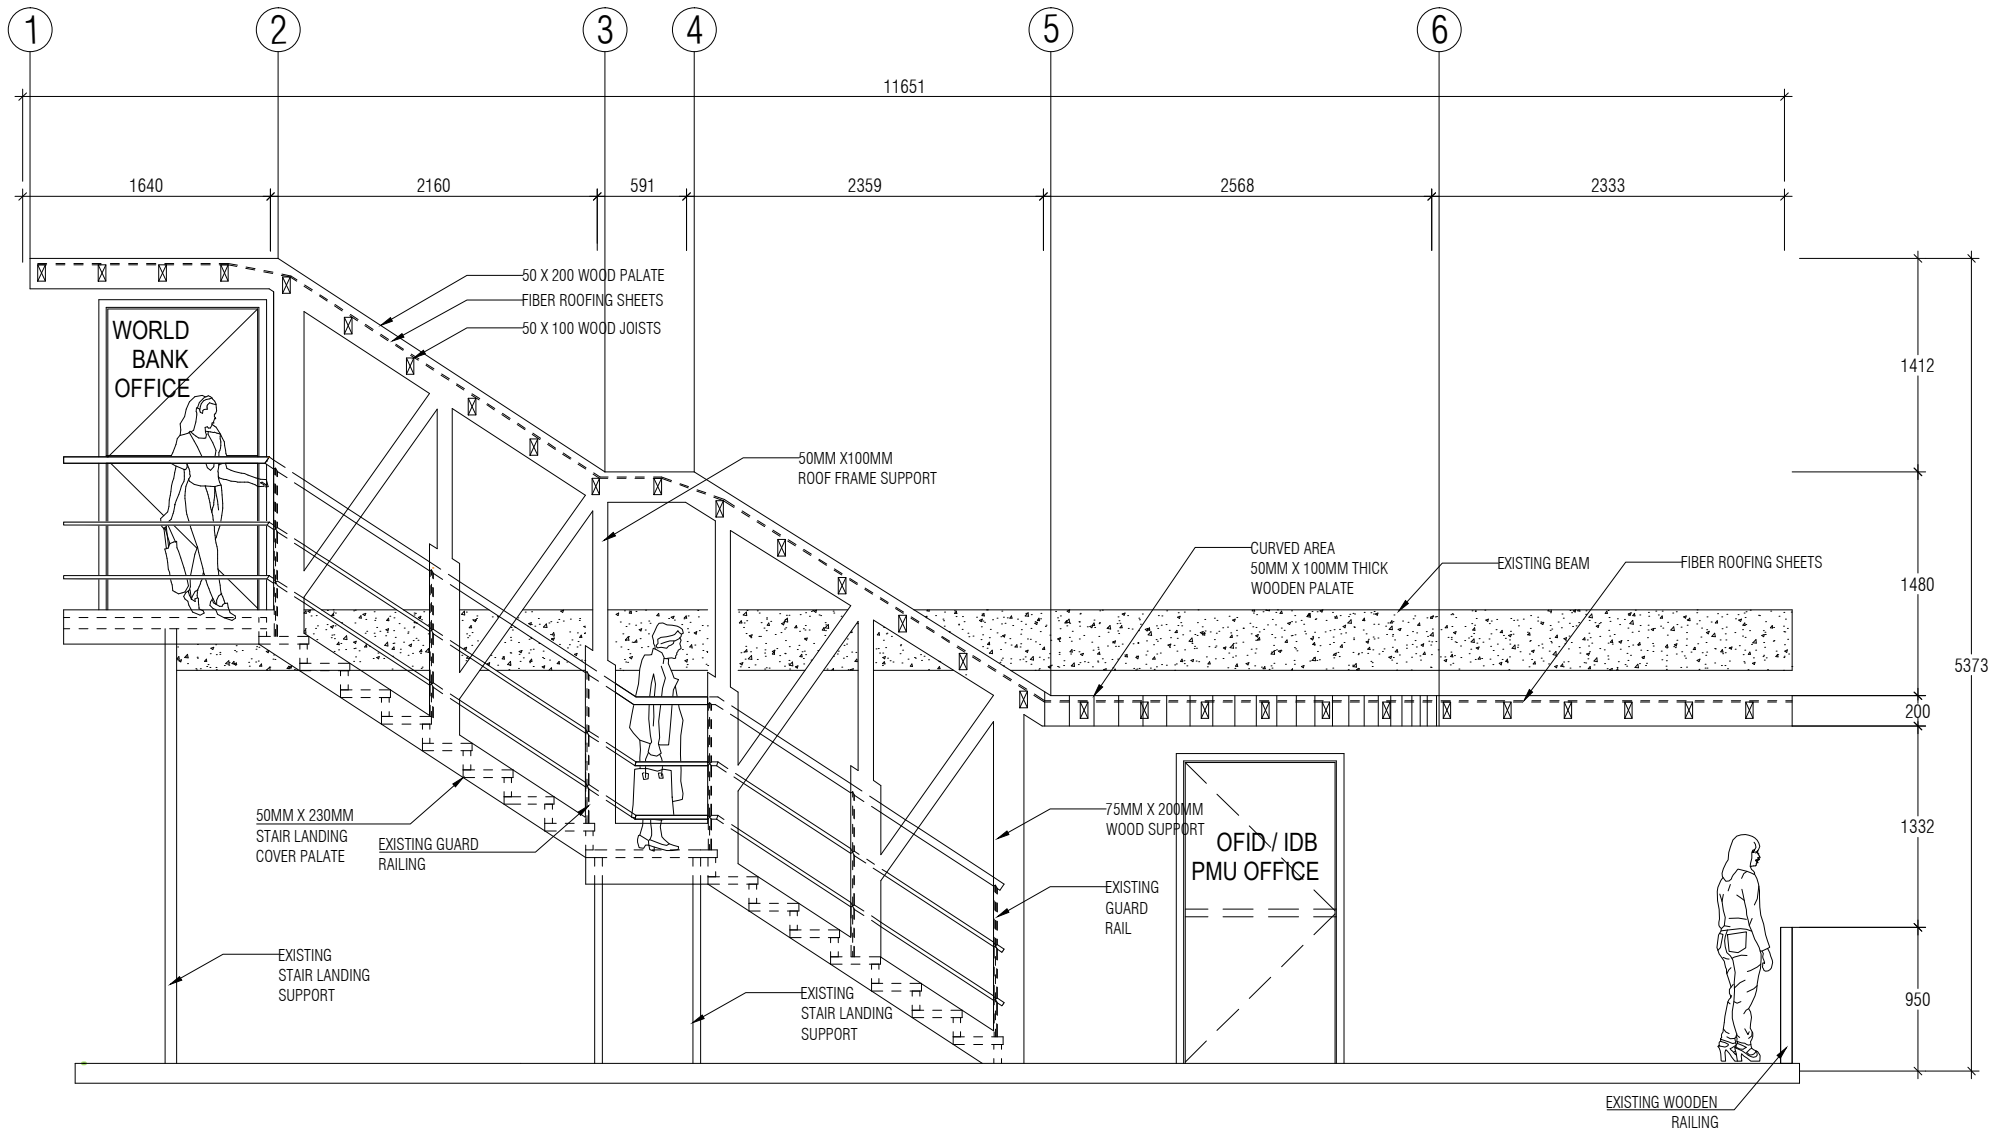 1
2
3
4
5
6
11651
1640
2160
591
2359
2568
2333
50 X 200 WOOD PALATE
FIBER ROOFING SHEETS
50 X 100 WOOD JOISTS
WORLD
BANK
OFFICE
50MM X100MM
ROOF FRAME SUPPORT
CURVED AREA
50MM X 100MM THICK
WOODEN PALATE
EXISTING BEAM
FIBER ROOFING SHEETS
1412
1480
5373
200
1332
950
50MM X 230MM
STAIR LANDING
COVER PALATE
EXISTING GUARD
RAILING
75MM X 200MM
WOOD SUPPORT
OFID / IDB
PMU OFFICE
EXISTING
GUARD
RAIL
EXISTING
STAIR LANDING
SUPPORT
EXISTING
STAIR LANDING
SUPPORT
EXISTING WOODEN
RAILING